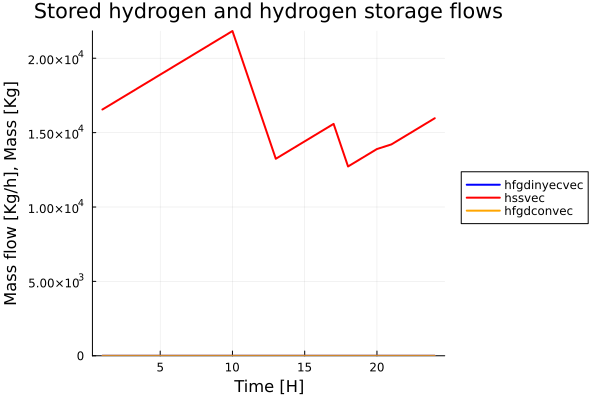 Stored hydrogen and hydrogen storage flows
Mass flow [Kg/h], Mass [Kg]
2.00×10⁴
1.50×10⁴
1.00×10⁴
5.00×10³
0
5 10 15 20
Time [H]
hfgdinyecvec
hssvec
hfgdconvec